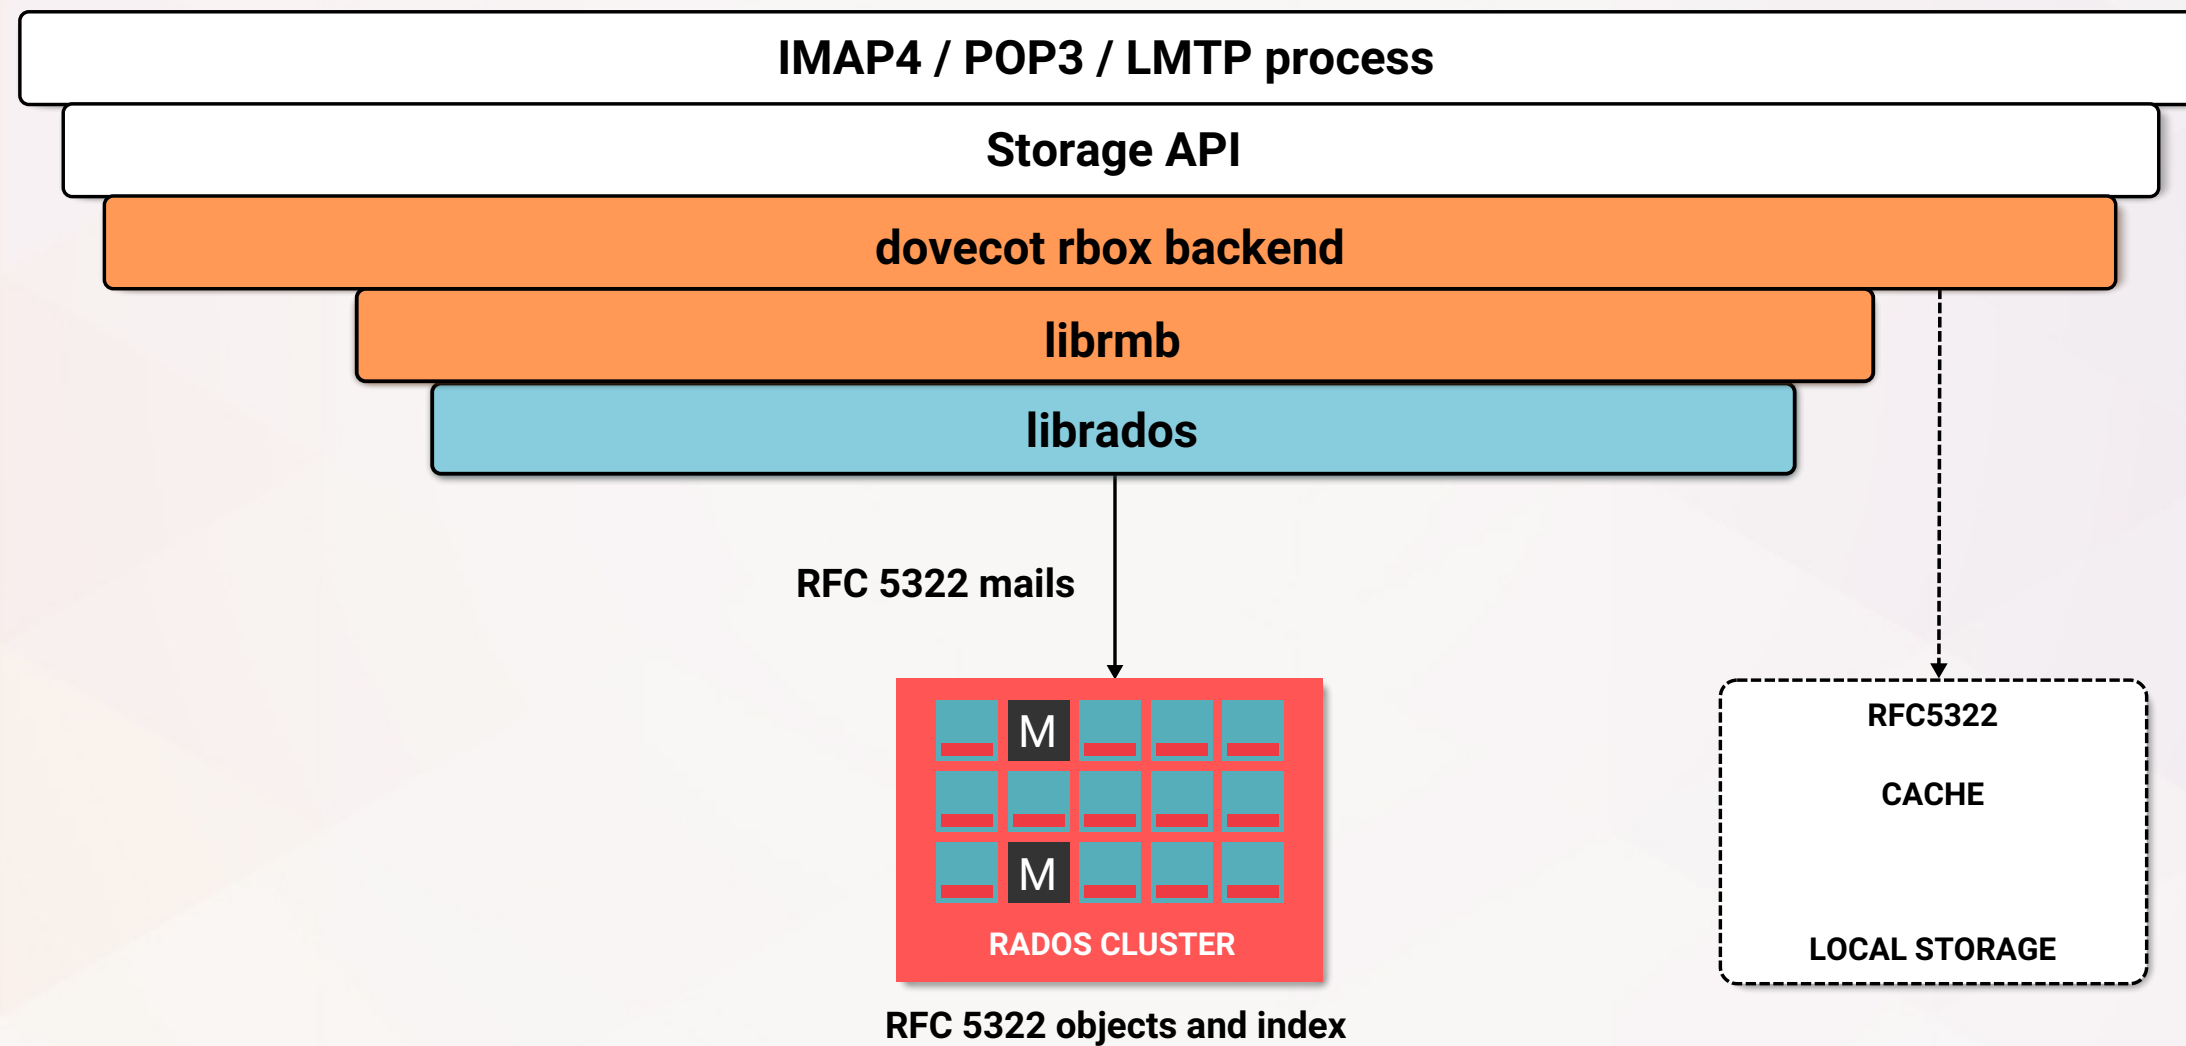 IMAP4 / POP3 / LMTP process
Storage API
dovecot rbox backend
librmb
librados
RFC 5322 mails
M
M
RADOS CLUSTER
RFC 5322 objects and index
RFC5322
CACHE
LOCAL STORAGE